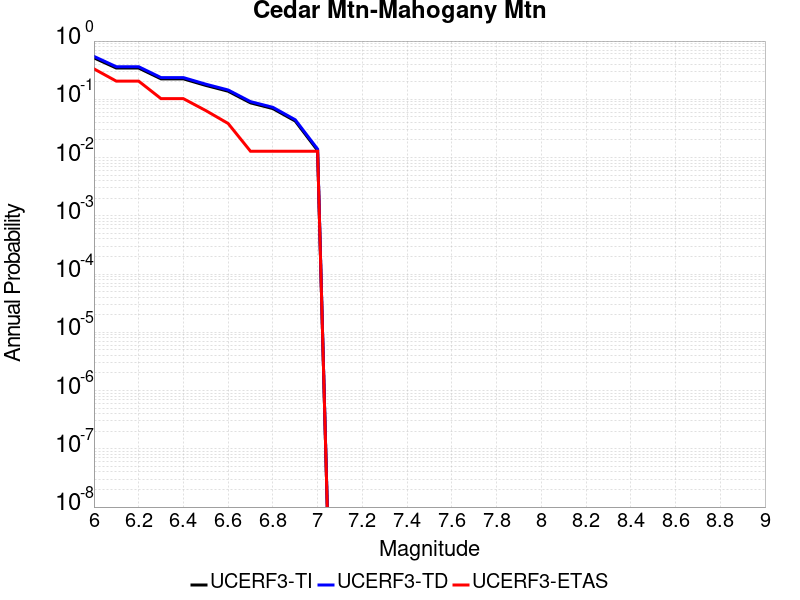 Cedar Mtn-Mahogany Mtn
10^0
10^-1
10^-2
10^-3
10^-4
10^-5
10^-6
10^-7
10^-8
Annual Probability
6 6.2 6.4 6.6 6.8 7 7.2 7.4 7.6 7.8 8 8.2 8.4 8.6 8.8 9
Magnitude
UCERF3-TI UCERF3-TD UCERF3-ETAS